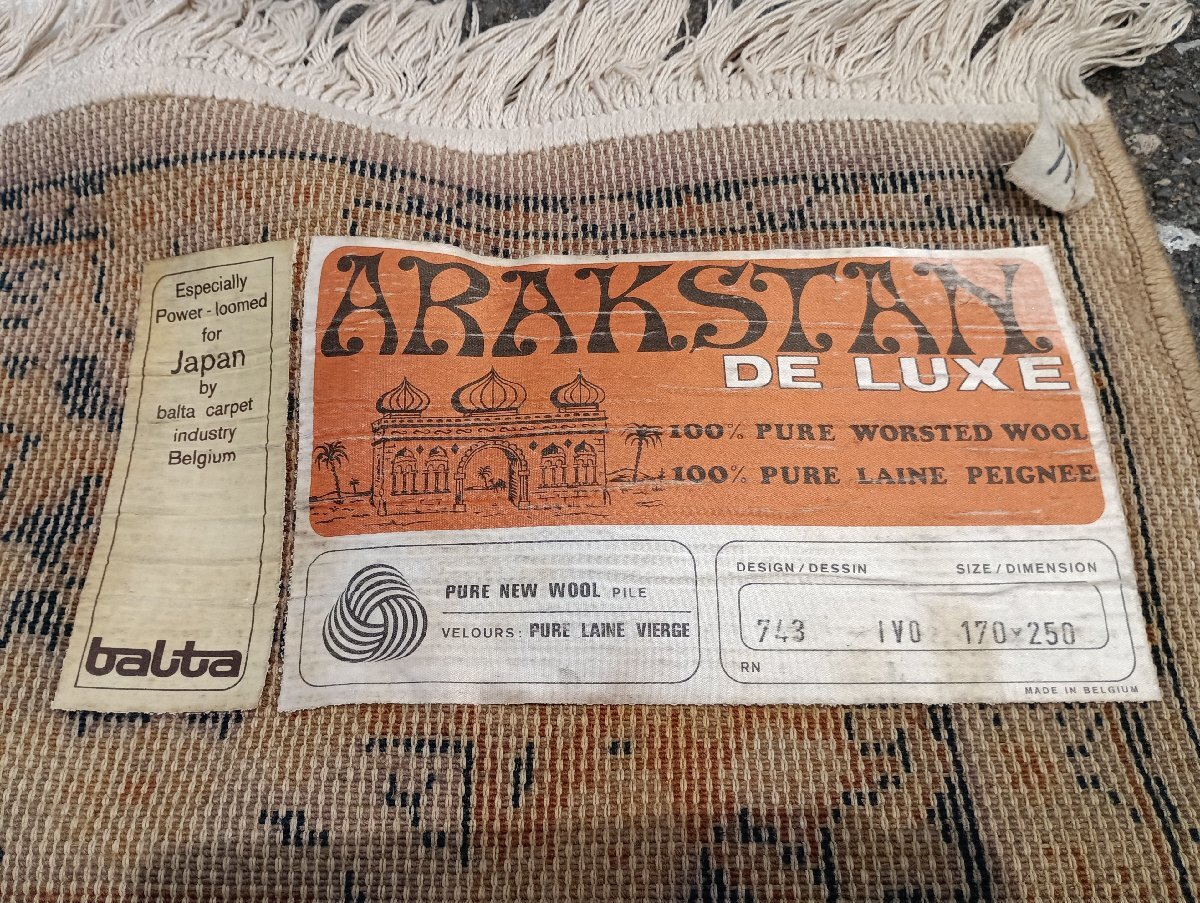 Especially
Power-loomed
for
Japan
by
balta carpet
industry
Belgium
balta
ARAKSTAN
DE LUXE
100% PURE WORSTED WOOL
100% PURE LAINE PEIGNEE
PURE NEW WOOL PILE
VELOURS: PURE LAINE VIERGE
DESIGN/DESSIN SIZE/DIMENSION
743 IVO 170×250
RN
MADE IN BELGIUM